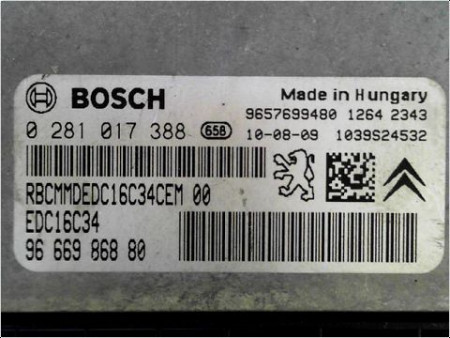 BOSCH Made in Hungary
9657699480 1264 2343
0 281 017 388 658 10-08-09 1039S24532
RBCMMDEDC16C34CEM 00
EDC16C34
96 669 868 80